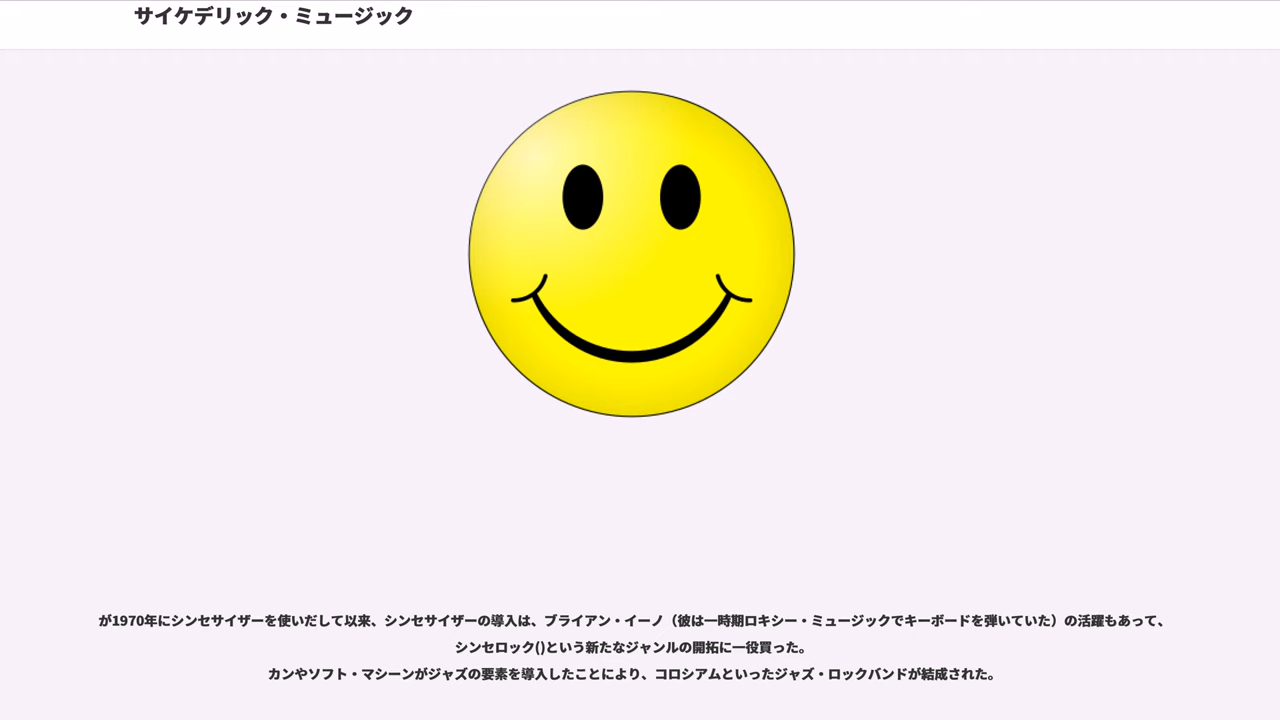 サイケデリック・ミュージック
が1970年にシンセサイザーを使いだして以来、シンセサイザーの導入は、ブライアン・イーノ（彼は一時期ロキシー・ミュージックでキーボードを弾いていた）の活躍もあって、
シンセロック()という新たなジャンルの開拓に一役買った。
カンやソフト・マシーンがジャズの要素を導入したことにより、コロシアムといったジャズ・ロックバンドが結成された。